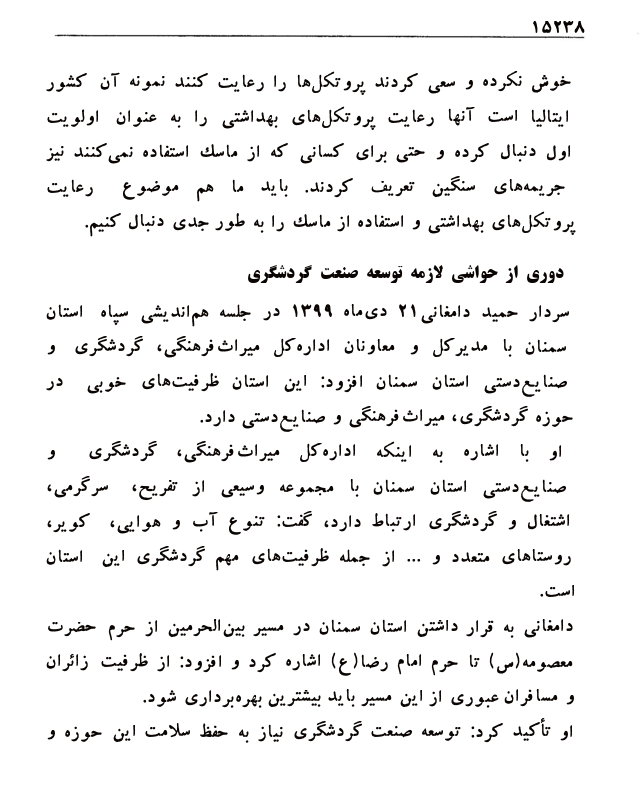 ۱۵۲۳۸
خوش نکرده و سعی کردند پروتکل‌ها را رعایت کنند نمونه آن کشور
ایتالیا است آنها رعایت پروتکل‌های بهداشتی را به عنوان اولویت
اول دنبال کرده و حتی برای کسانی که از ماسك استفاده نمی‌کنند نیز
جریمه‌های سنگین تعریف کردند. باید ما هم موضوع رعایت
پروتکل‌های بهداشتی و استفاده از ماسك را به طور جدی دنبال کنیم.
دوری از حواشی لازمه توسعه صنعت گردشگری
سردار حمید دامغانی ۲۱ دی‌ماه ۱۳۹۹ در جلسه هم‌اندیشی سپاه استان
سمنان با مدیرکل و معاونان اداره‌کل میراث‌فرهنگی، گردشگری و
صنایع‌دستی استان سمنان افزود: این استان ظرفیت‌های خوبی در
حوزه گردشگری، میراث‌فرهنگی و صنایع‌دستی دارد.
او با اشاره به اینکه اداره‌کل میراث‌فرهنگی، گردشگری و
صنایع‌دستی استان سمنان با مجموعه وسیعی از تفریح، سرگرمی،
اشتغال و گردشگری ارتباط دارد، گفت: تنوع آب و هوایی، کویر،
روستاهای متعدد و ... از جمله ظرفیت‌های مهم گردشگری این استان
است.
دامغانی به قرار داشتن استان سمنان در مسیر بین‌الحرمین از حرم حضرت
معصومه(س) تا حرم امام رضا(ع) اشاره کرد و افزود: از ظرفیت زائران
و مسافران عبوری از این مسیر باید بیشترین بهره‌برداری شود.
او تأکید کرد: توسعه صنعت گردشگری نیاز به حفظ سلامت این حوزه و